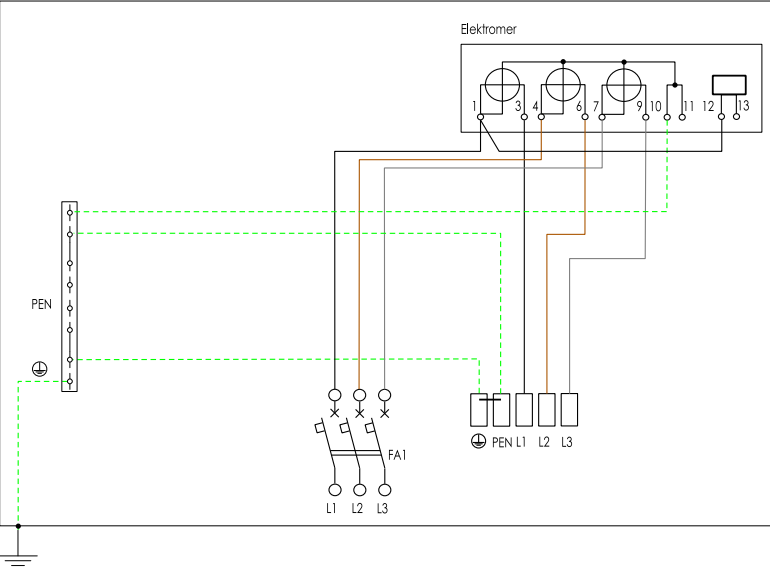 Elektromer
1 3 4 6 7 9 10 11 12 13
PEN
FA1
PEN L1 L2 L3
L1 L2 L3